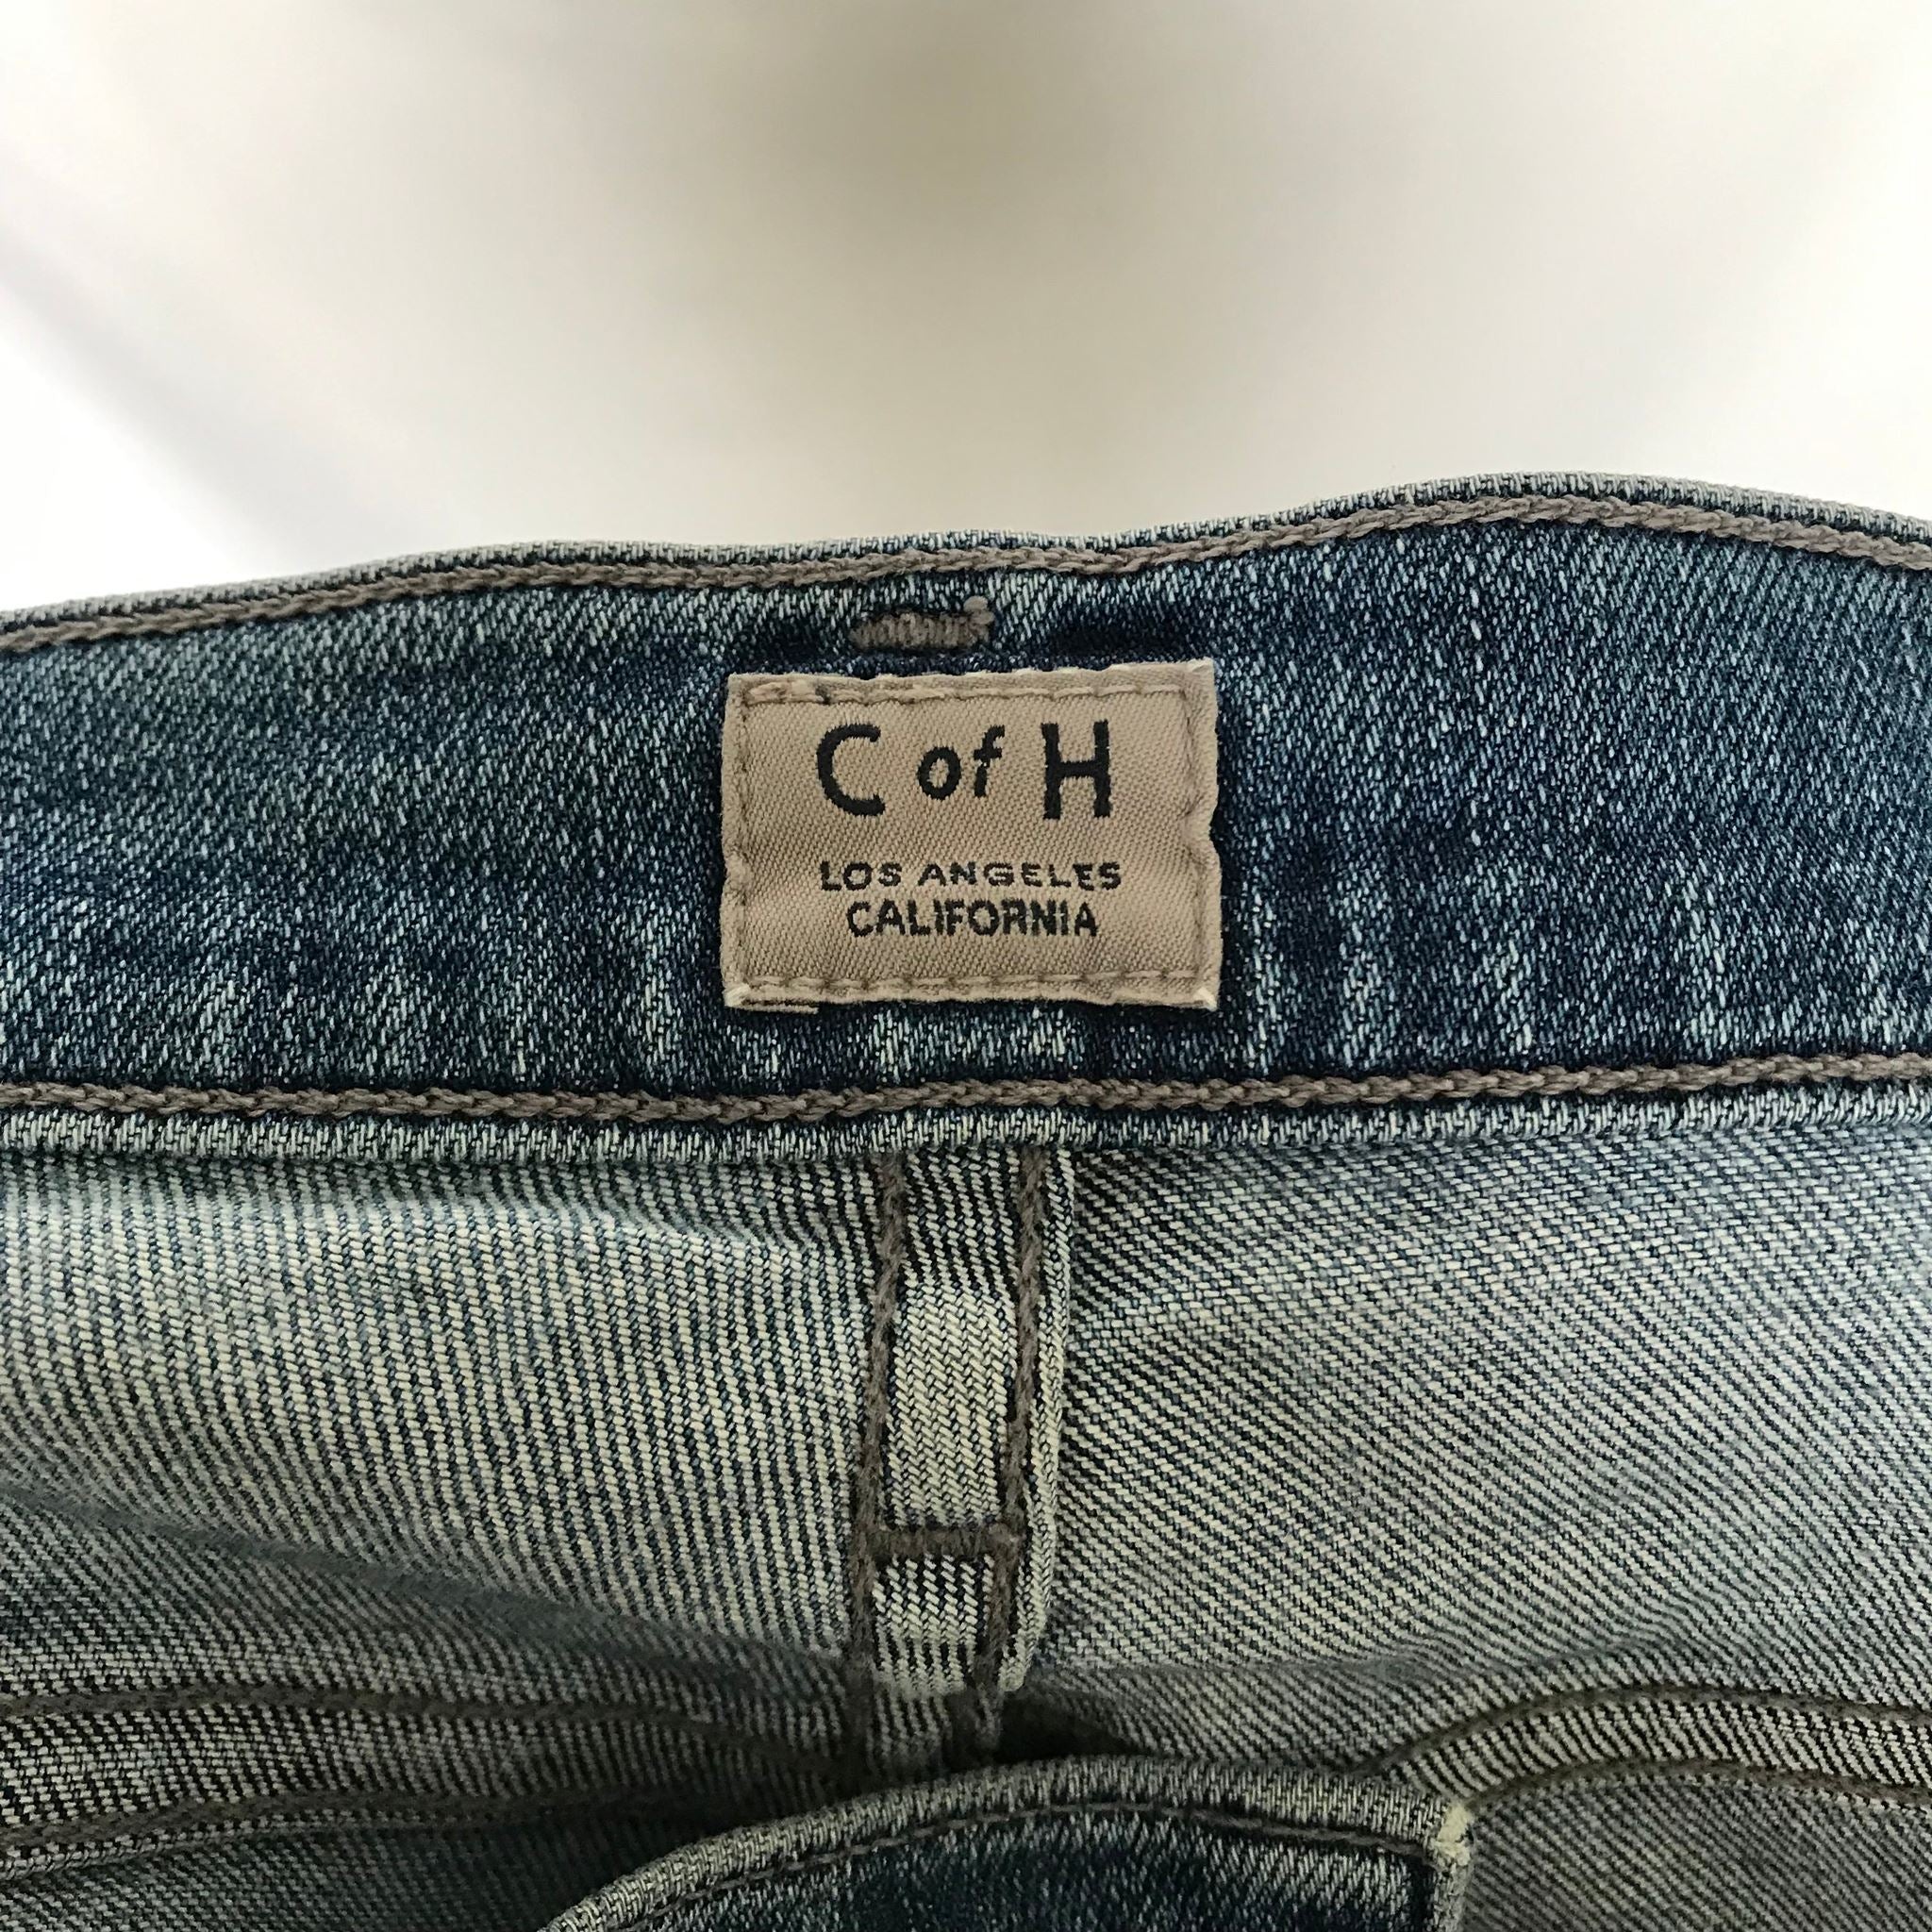 C of H
LOS ANGELES
CALIFORNIA